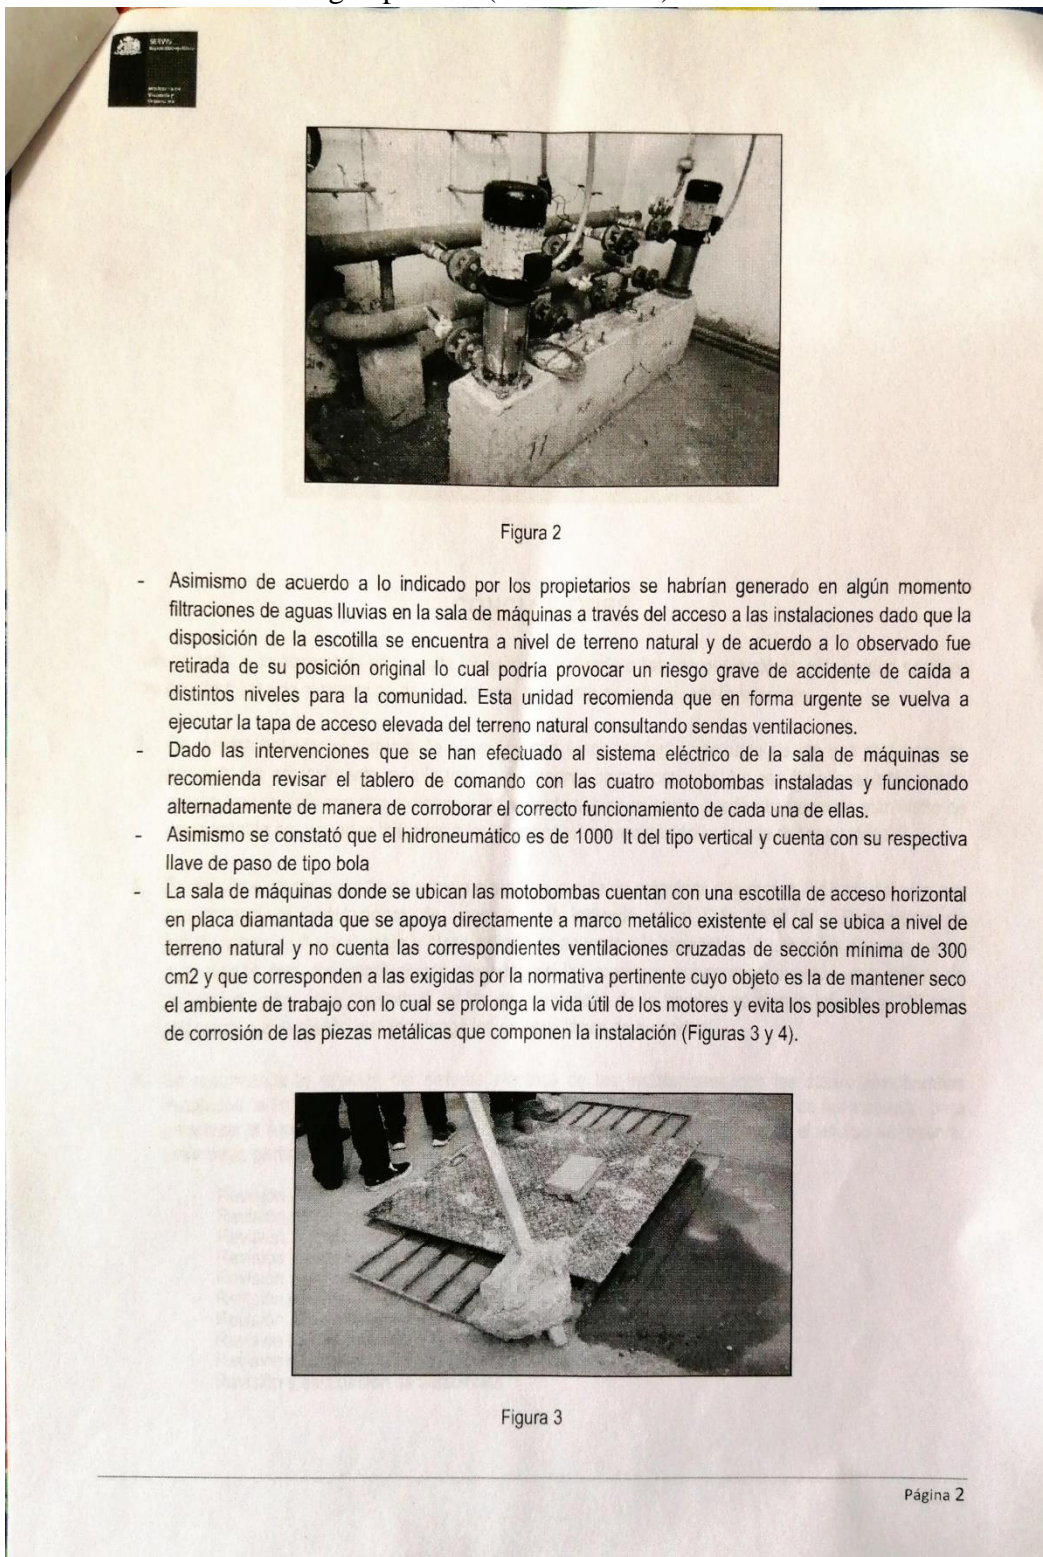 SERVIU
Figura 2
- Asimismo de acuerdo a lo indicado por los propietarios se habrían generado en algún momento
filtraciones de aguas lluvias en la sala de máquinas a través del acceso a las instalaciones dado que la
disposición de la escotilla se encuentra a nivel de terreno natural y de acuerdo a lo observado fue
retirada de su posición original lo cual podría provocar un riesgo grave de accidente de caída a
distintos niveles para la comunidad. Esta unidad recomienda que en forma urgente se vuelva a
ejecutar la tapa de acceso elevada del terreno natural consultando sendas ventilaciones.
- Dado las intervenciones que se han efectuado al sistema eléctrico de la sala de máquinas se
recomienda revisar el tablero de comando con las cuatro motobombas instaladas y funcionado
alternadamente de manera de corroborar el correcto funcionamiento de cada una de ellas.
- Asimismo se constató que el hidroneumático es de 1000 lt del tipo vertical y cuenta con su respectiva
llave de paso de tipo bola
- La sala de máquinas donde se ubican las motobombas cuentan con una escotilla de acceso horizontal
en placa diamantada que se apoya directamente a marco metálico existente el cal se ubica a nivel de
terreno natural y no cuenta las correspondientes ventilaciones cruzadas de sección mínima de 300
cm2 y que corresponden a las exigidas por la normativa pertinente cuyo objeto es la de mantener seco
el ambiente de trabajo con lo cual se prolonga la vida útil de los motores y evita los posibles problemas
de corrosión de las piezas metálicas que componen la instalación (Figuras 3 y 4).
Figura 3
Página 2